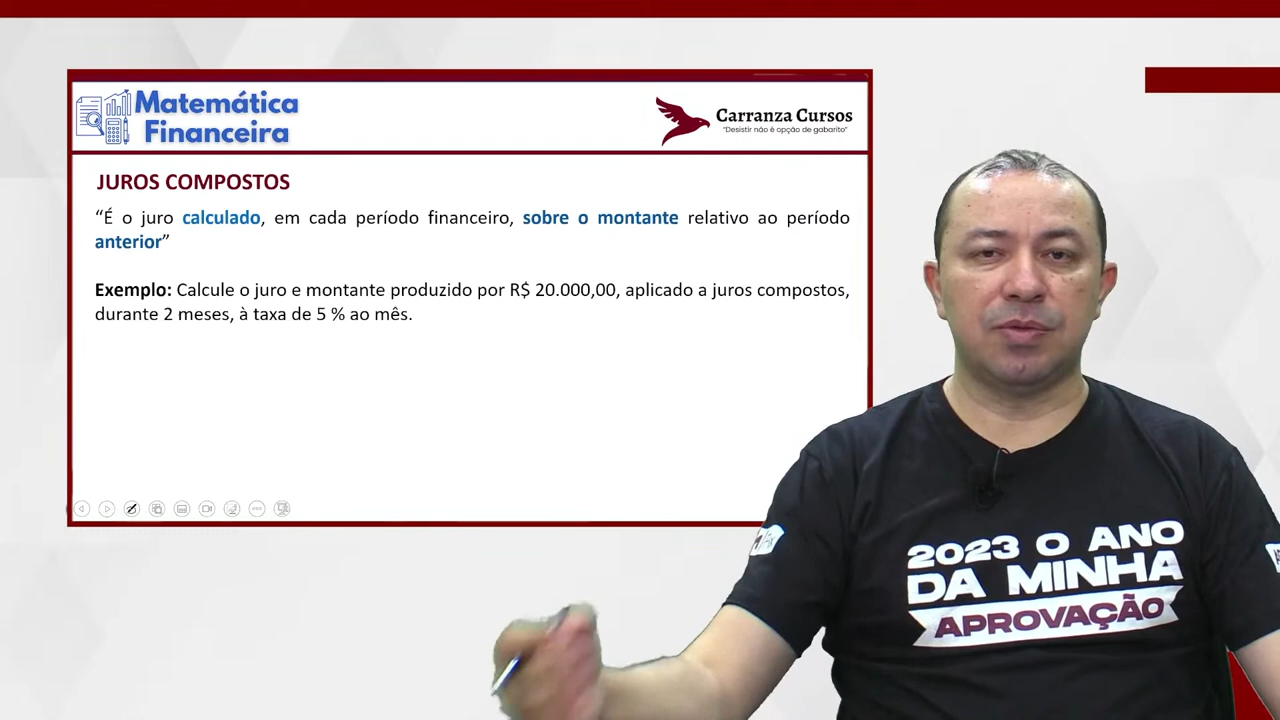 Matemática
Financeira
Carranza Cursos
"Desistir não é opção de gabarito"
JUROS COMPOSTOS
“É o juro calculado, em cada período financeiro, sobre o montante relativo ao período
anterior”
Exemplo: Calcule o juro e montante produzido por R$ 20.000,00, aplicado a juros compostos,
durante 2 meses, à taxa de 5 % ao mês.
2023 O ANO
DA MINHA
APROVAÇÃO